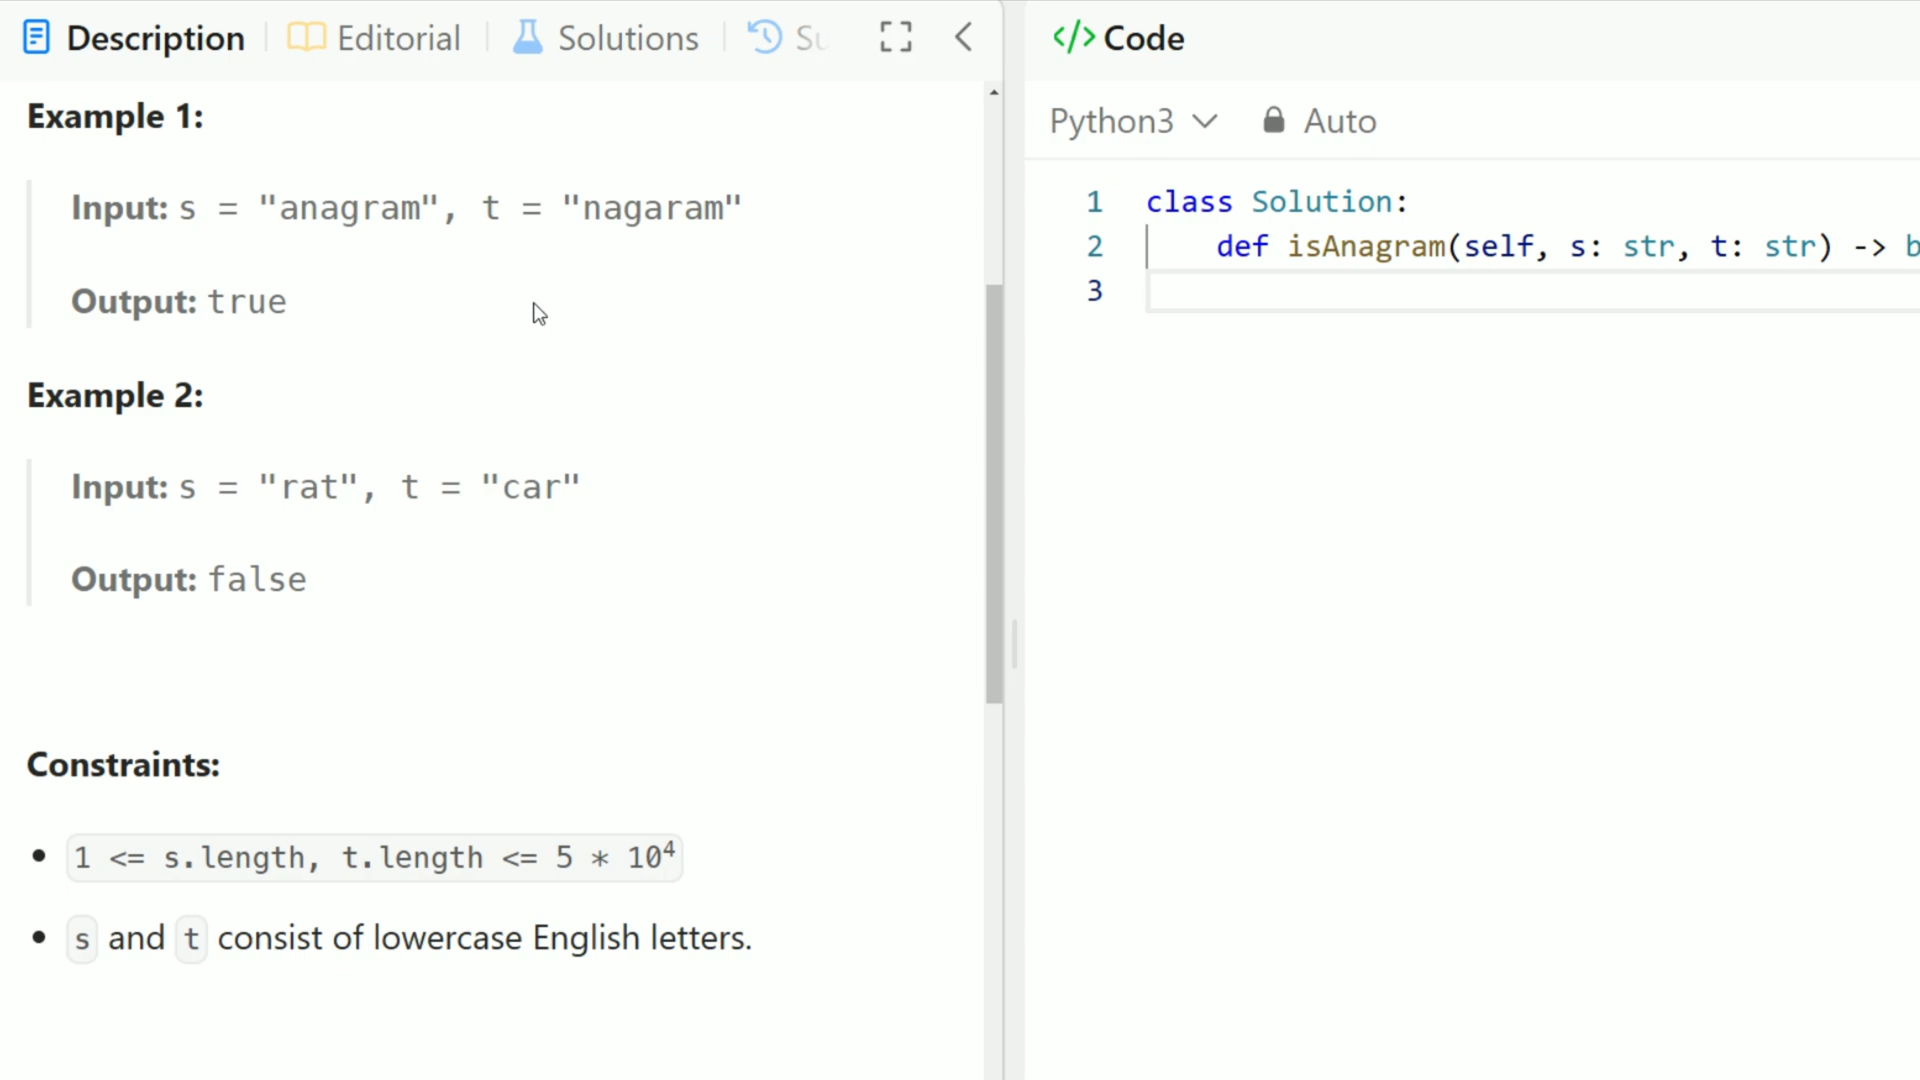 Description Editorial Solutions Su
Example 1:
Input: s = "anagram", t = "nagaram"
Output: true
Example 2:
Input: s = "rat", t = "car"
Output: false
Constraints:
1 <= s.length, t.length <= 5 * 10⁴
s and t consist of lowercase English letters.
</> Code
Python3 Auto
1 class Solution:
2 def isAnagram(self, s: str, t: str) -> b
3